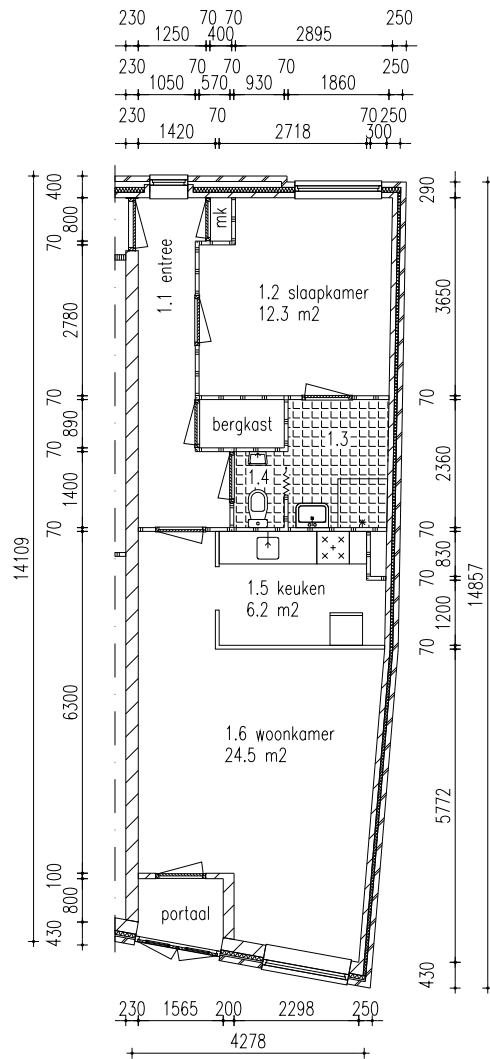 230 70 70 250
1250 400 2895
230 70 70 70 250
1050 570 930 1860
230 70 70 250
1420 2718 300
400
800
70
2780
70
890
70
1400
70
6300
100
800
430
14109
290
3650
70
2360
70
830
70
1200
70
5772
430
14857
mk
1.1 entree
1.2 slaapkamer
12.3 m2
bergkast
1.3
1.4
1.5 keuken
6.2 m2
1.6 woonkamer
24.5 m2
portaal
230 1565 200 2298 250
4278